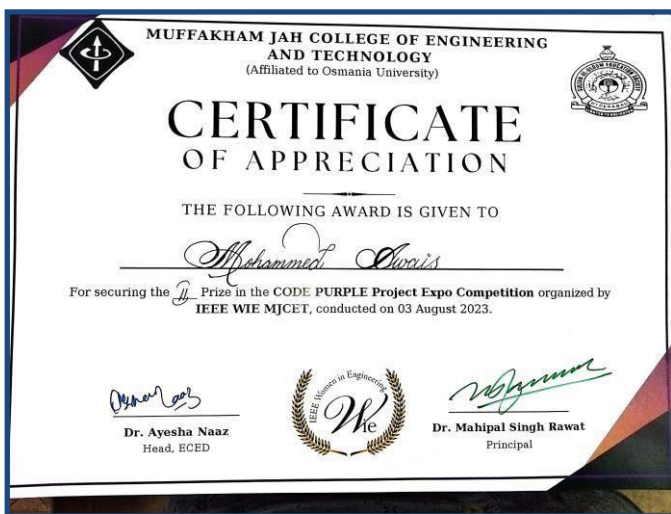 MUFFAKHAM JAH COLLEGE OF ENGINEERING
AND TECHNOLOGY
(Affiliated to Osmania University)
CERTIFICATE
OF APPRECIATION
THE FOLLOWING AWARD IS GIVEN TO
Mohammed Owais
For securing the II Prize in the CODE PURPLE Project Expo Competition organized by
IEEE WIE MJCET, conducted on 03 August 2023.
IEEE Women in Engineering
Wie
Dr. Ayesha Naaz
Head, ECED
Dr. Mahipal Singh Rawat
Principal